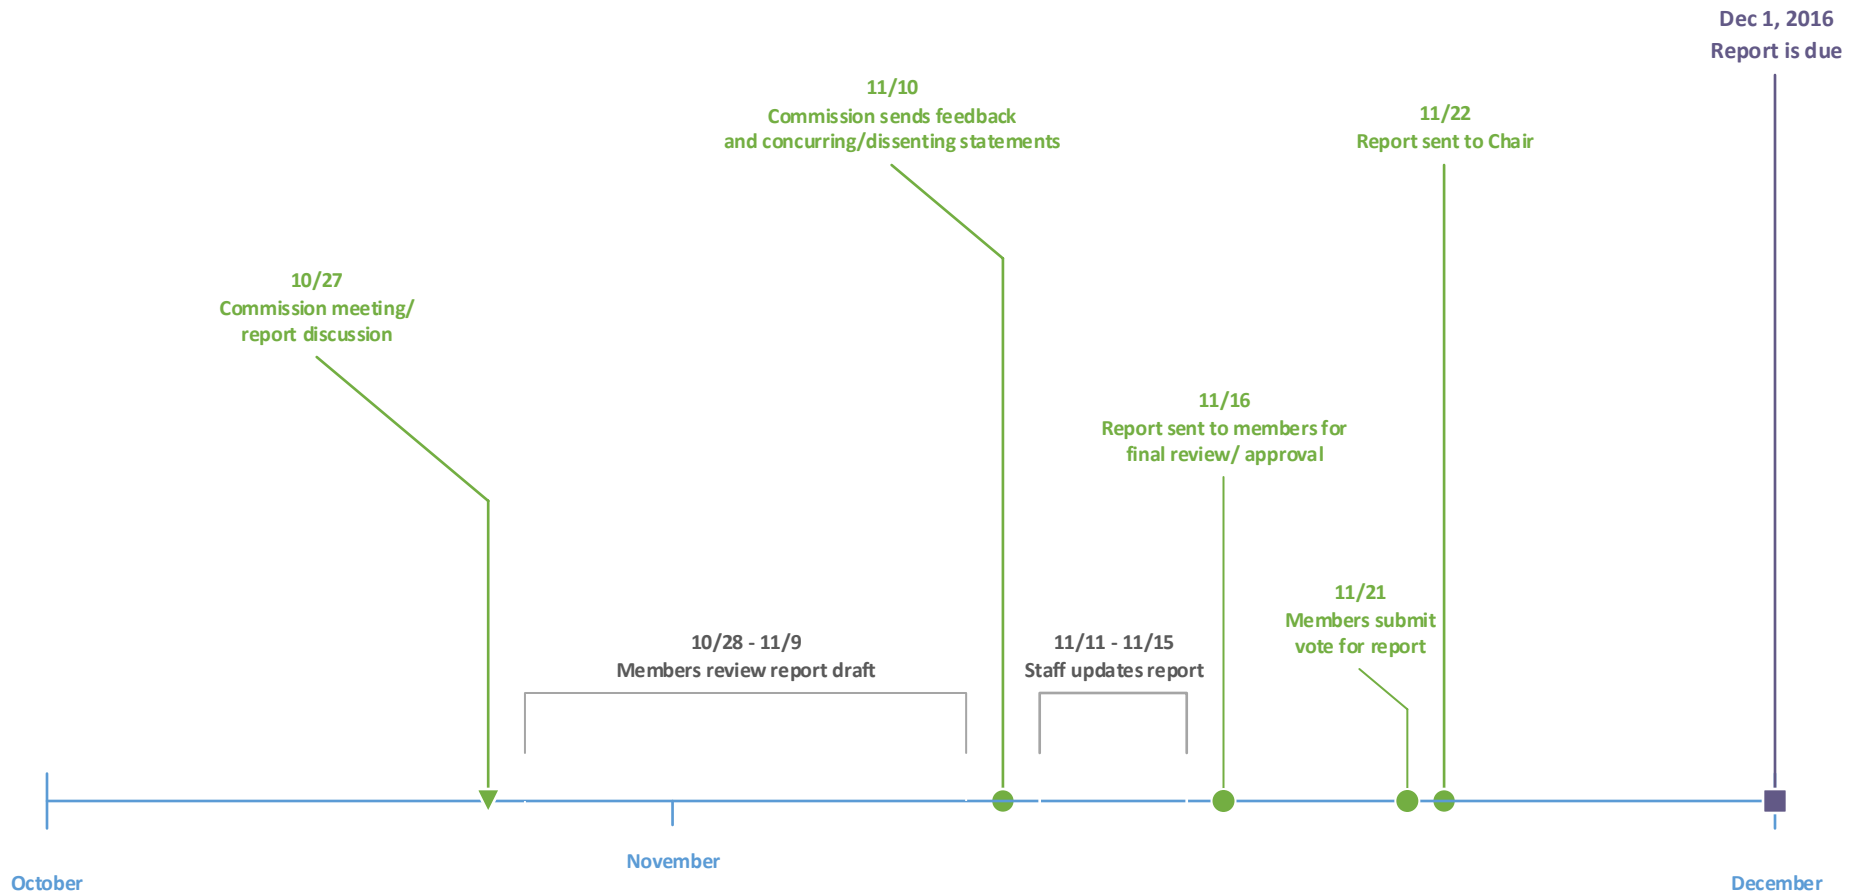 Dec 1, 2016
Report is due
11/10
Commission sends feedback
and concurring/dissenting statements
11/22
Report sent to Chair
10/27
Commission meeting/
report discussion
11/16
Report sent to members for
final review/ approval
11/21
Members submit
vote for report
10/28 - 11/9
Members review report draft
11/11 - 11/15
Staff updates report
November
October
December